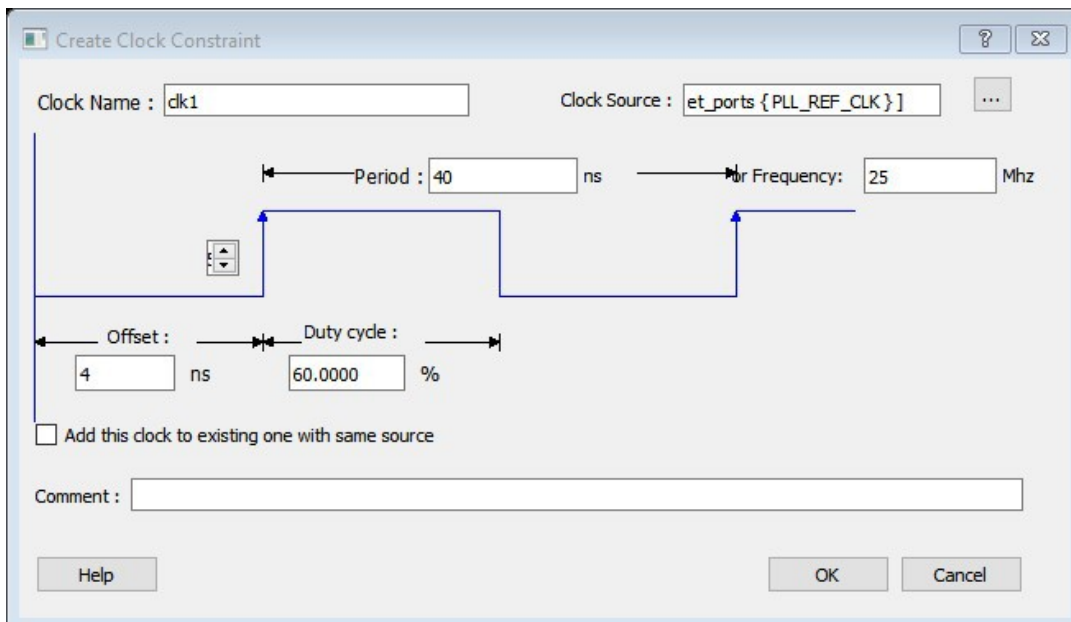 Create Clock Constraint
Clock Name : clk1 Clock Source : et_ports { PLL_REF_CLK } ] ...
Period : 40 ns or Frequency: 25 Mhz
Offset : Duty cycle :
4 ns 60.0000 %
Add this clock to existing one with same source
Comment :
Help OK Cancel